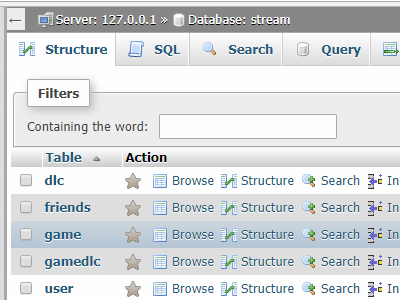 ← Server: 127.0.0.1 » Database: stream
Structure SQL Search Query
Filters
Containing the word:
Table Action
dlc Browse Structure Search In
friends Browse Structure Search In
game Browse Structure Search In
gamedlc Browse Structure Search In
user Browse Structure Search In